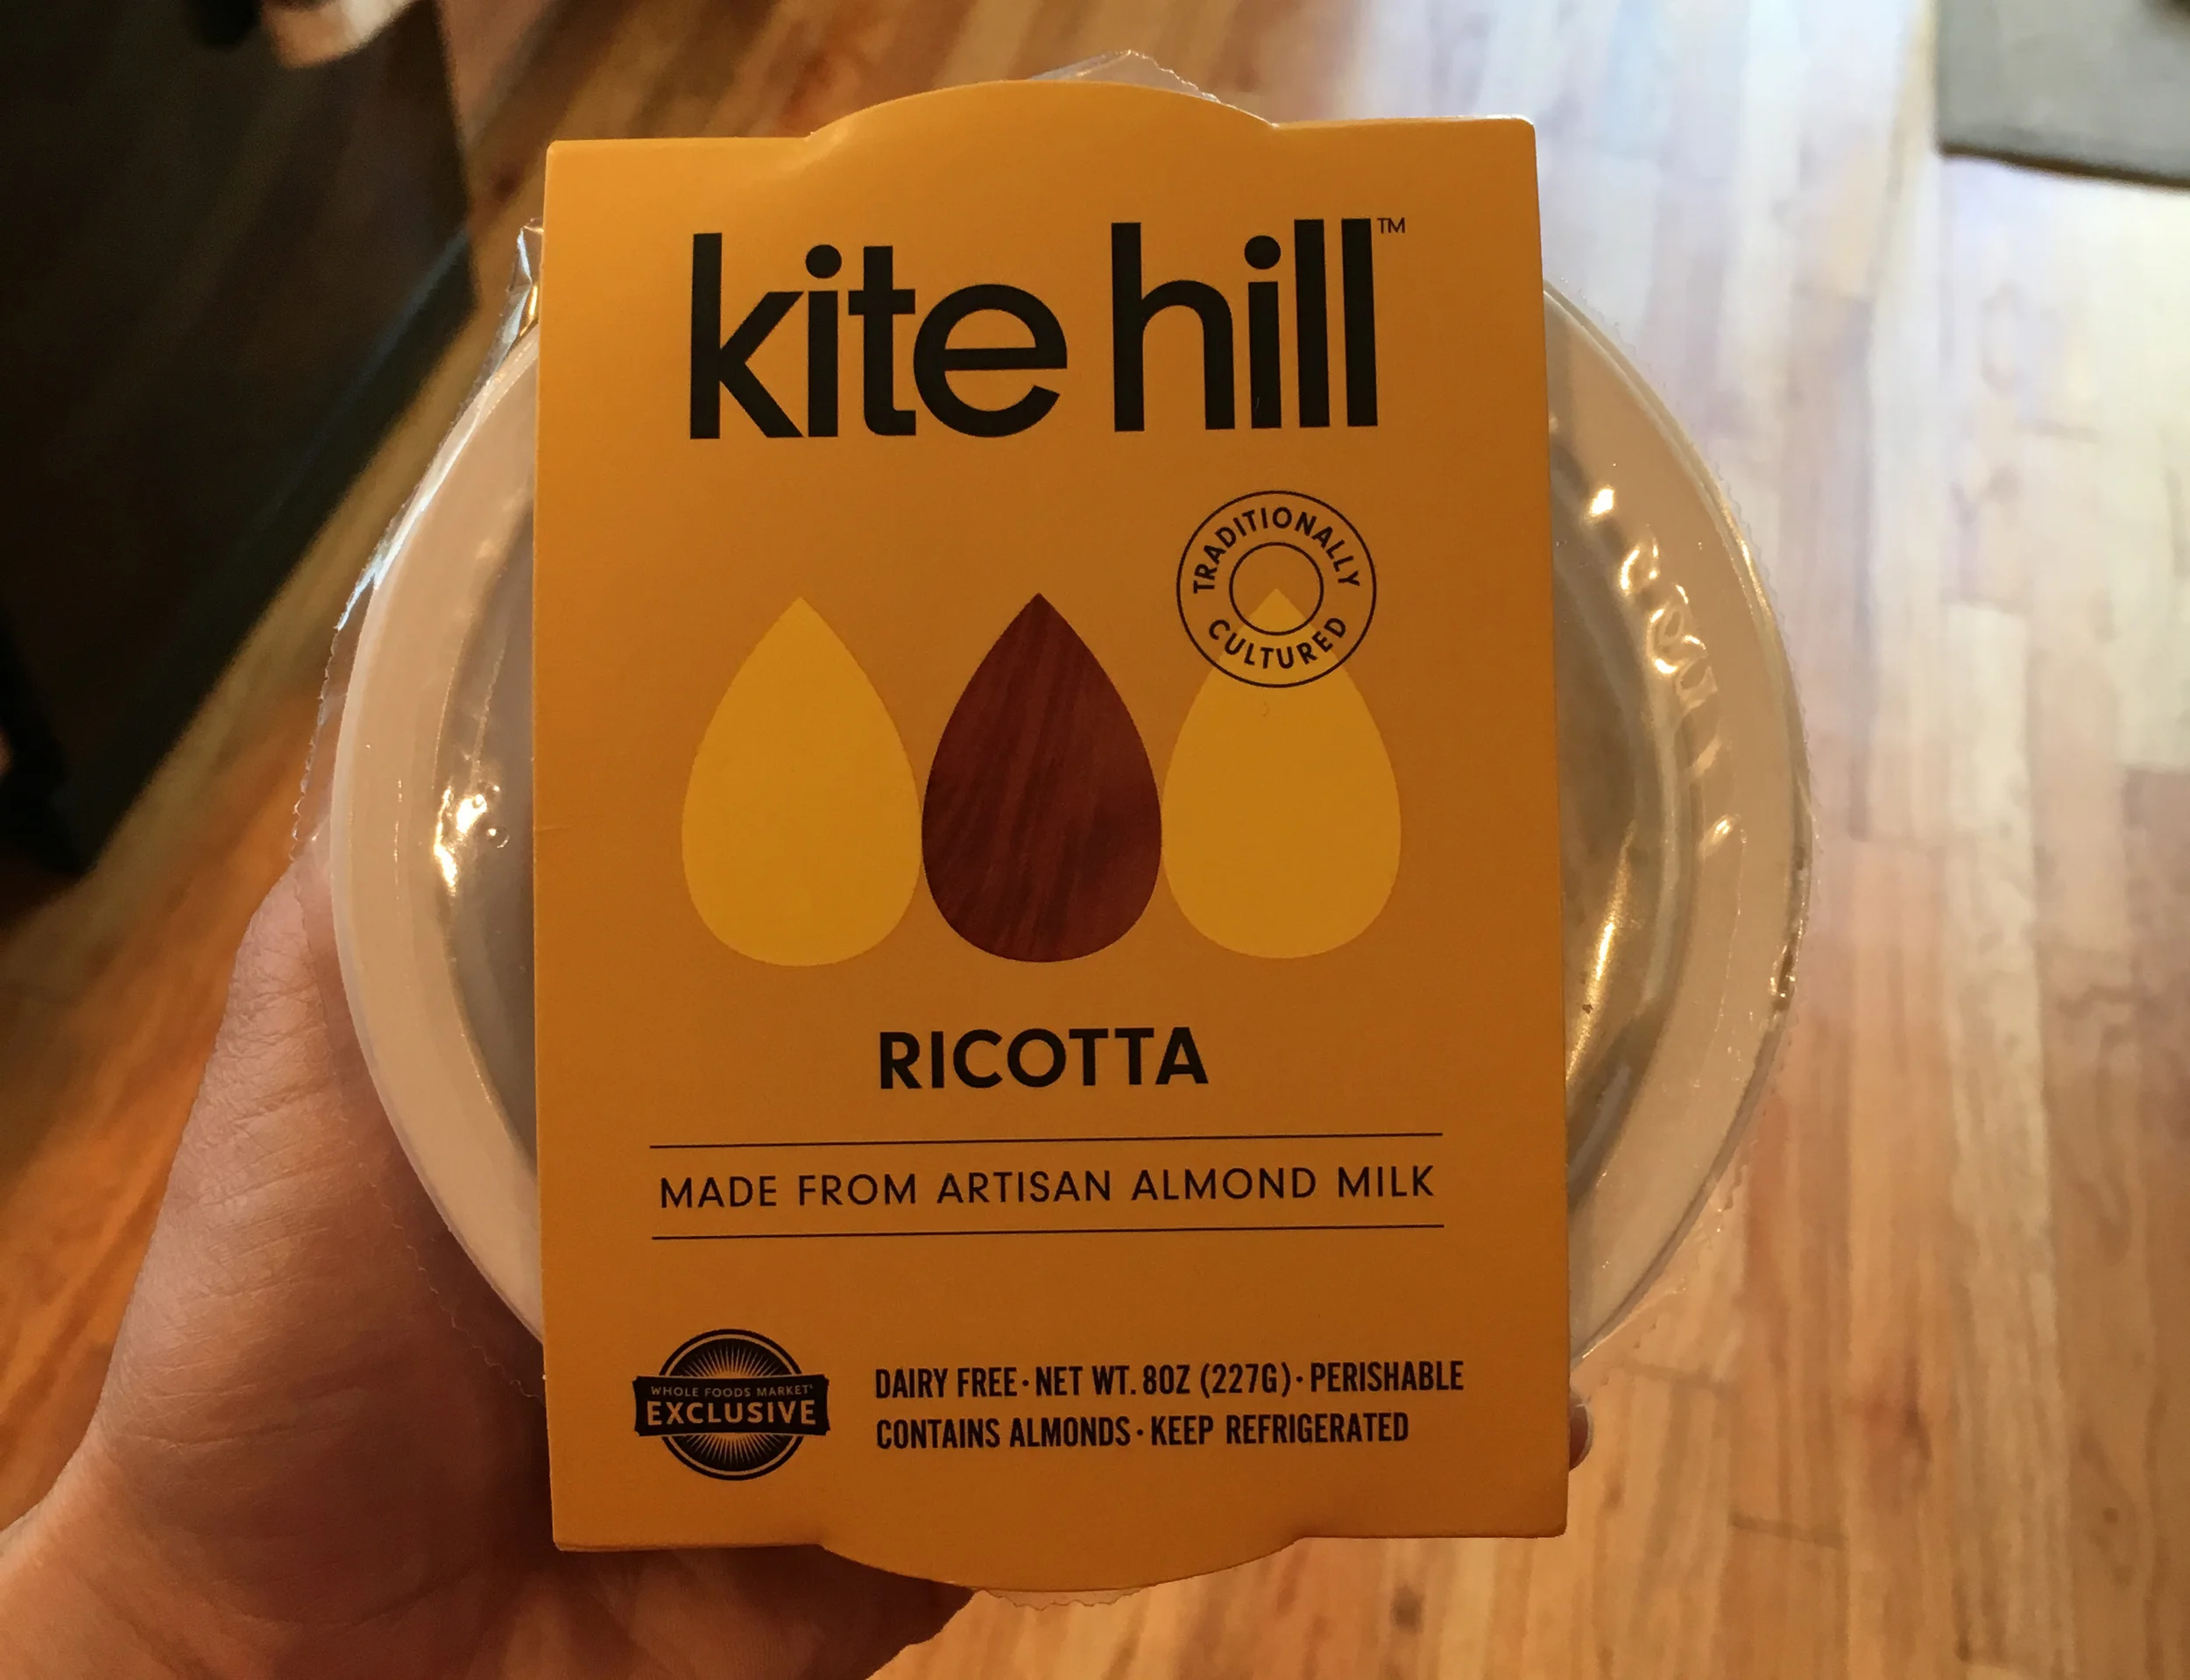 kite hill™
TRADITIONALLY
CULTURED
RICOTTA
MADE FROM ARTISAN ALMOND MILK
WHOLE FOODS MARKET
EXCLUSIVE
DAIRY FREE · NET WT. 8OZ (227G) · PERISHABLE
CONTAINS ALMONDS · KEEP REFRIGERATED